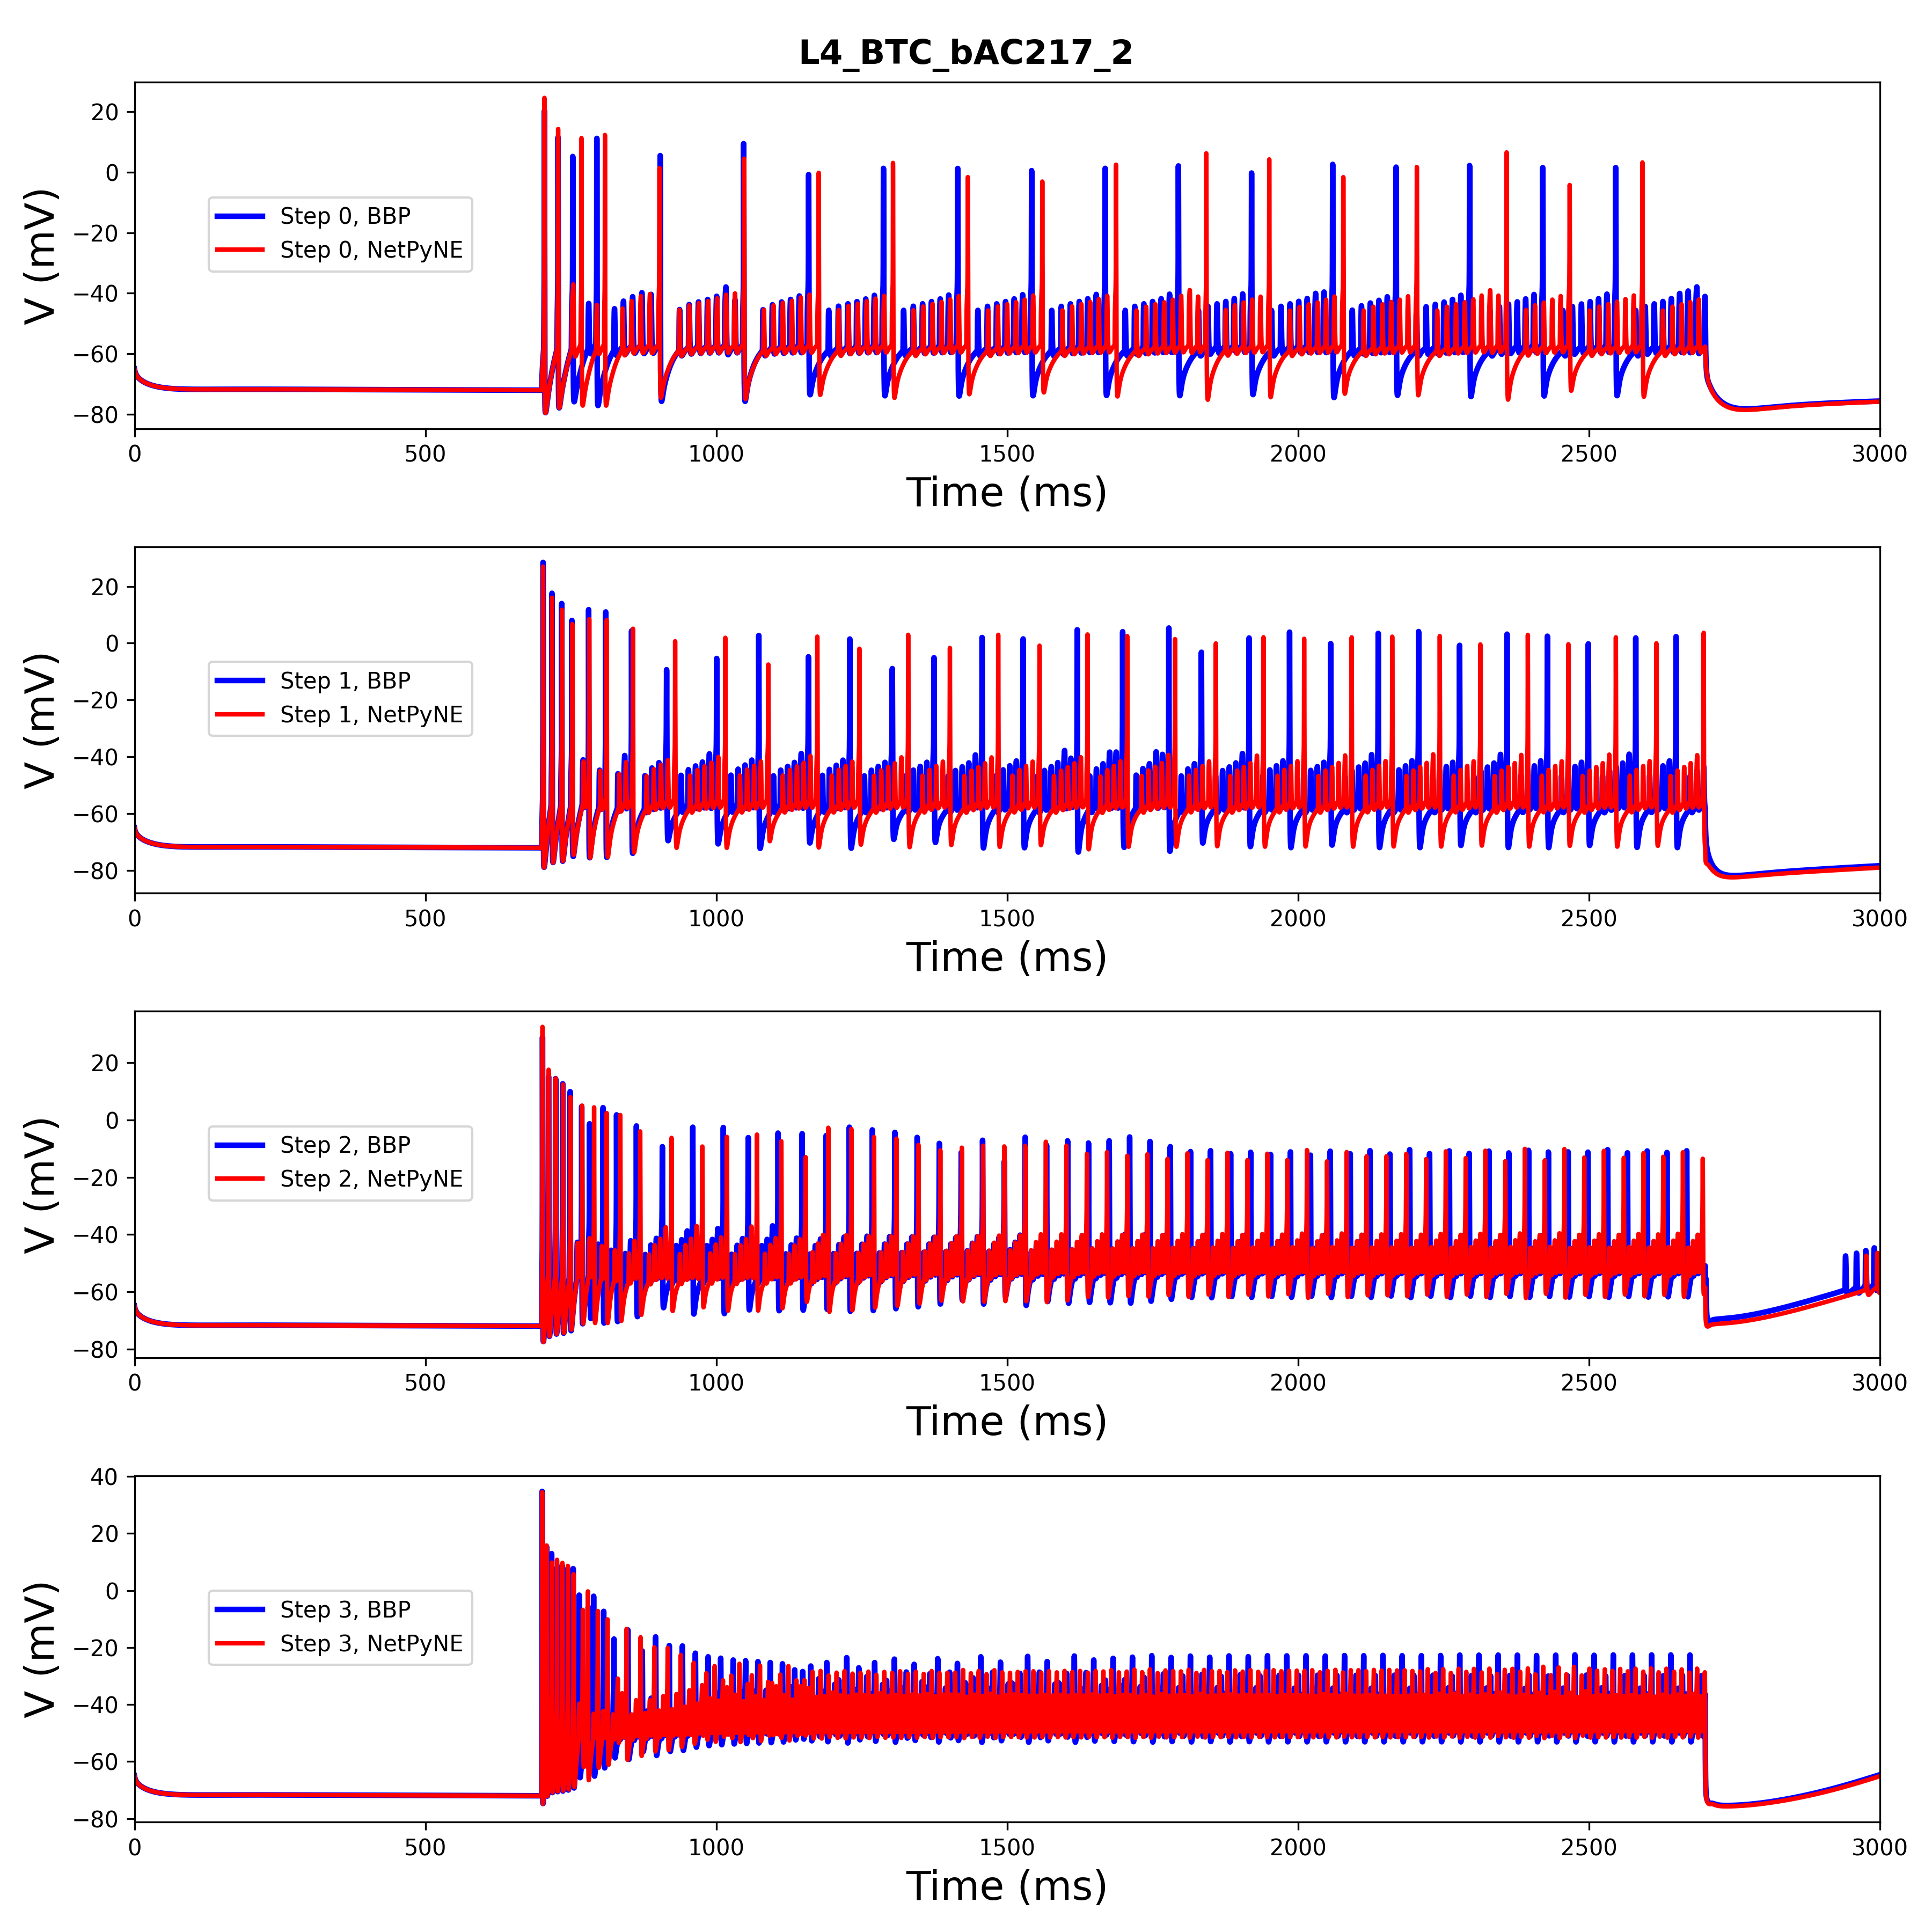 L4_BTC_bAC217_2
20
0
−20
−40
−60
−80
V (mV)
Step 0, BBP
Step 0, NetPyNE
0 500 1000 1500 2000 2500 3000
Time (ms)
20
0
−20
−40
−60
−80
V (mV)
Step 1, BBP
Step 1, NetPyNE
0 500 1000 1500 2000 2500 3000
Time (ms)
20
0
−20
−40
−60
−80
V (mV)
Step 2, BBP
Step 2, NetPyNE
0 500 1000 1500 2000 2500 3000
Time (ms)
40
20
0
−20
−40
−60
−80
V (mV)
Step 3, BBP
Step 3, NetPyNE
0 500 1000 1500 2000 2500 3000
Time (ms)